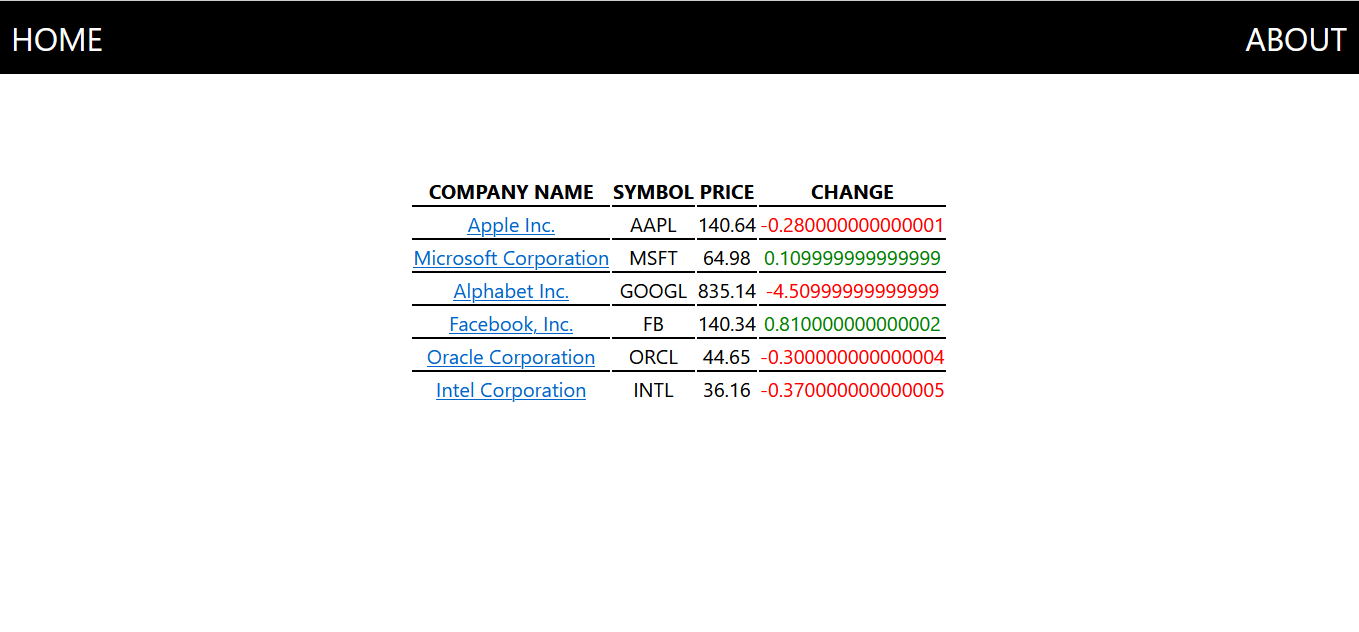 HOME ABOUT
COMPANY NAME SYMBOL PRICE CHANGE
Apple Inc. AAPL 140.64 -0.280000000000001
Microsoft Corporation MSFT 64.98 0.109999999999999
Alphabet Inc. GOOGL 835.14 -4.50999999999999
Facebook, Inc. FB 140.34 0.810000000000002
Oracle Corporation ORCL 44.65 -0.300000000000004
Intel Corporation INTL 36.16 -0.370000000000005